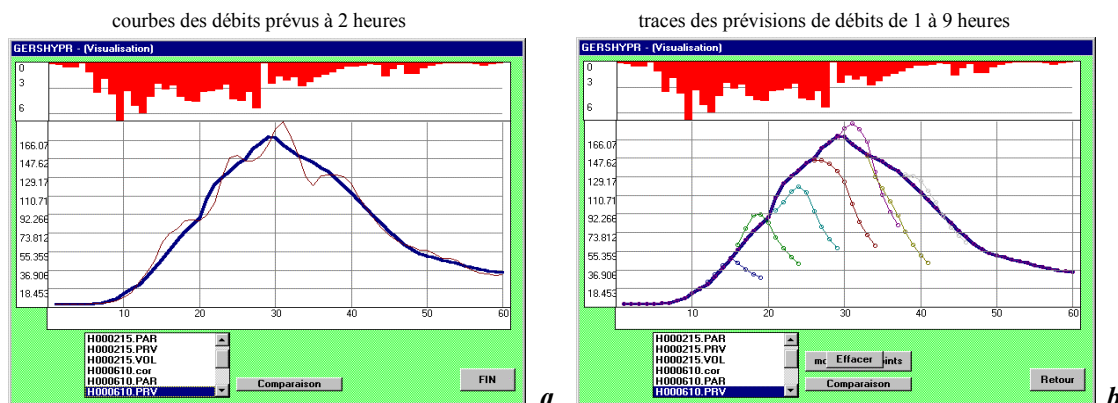 courbes des débits prévus à 2 heures
GERSHYPR - (Visualisation)
0
3
6
166.07
147.62
129.17
110.71
92.266
73.812
55.359
36.906
18.453
10
20
30
40
50
60
H000215.PAR
H000215.PRV
H000215.VOL
H000610.cor
H000610.PAR
H000610.PRV
Comparaison
FIN
a
traces des prévisions de débits de 1 à 9 heures
GERSHYPR - (Visualisation)
0
3
6
166.07
147.62
129.17
110.71
92.266
73.812
55.359
36.906
18.453
10
20
30
40
50
60
H000215.PAR
H000215.PRV
H000215.VOL
H000610.cor
H000610.PAR
H000610.PRV
Effacer
Comparaison
Retour
b